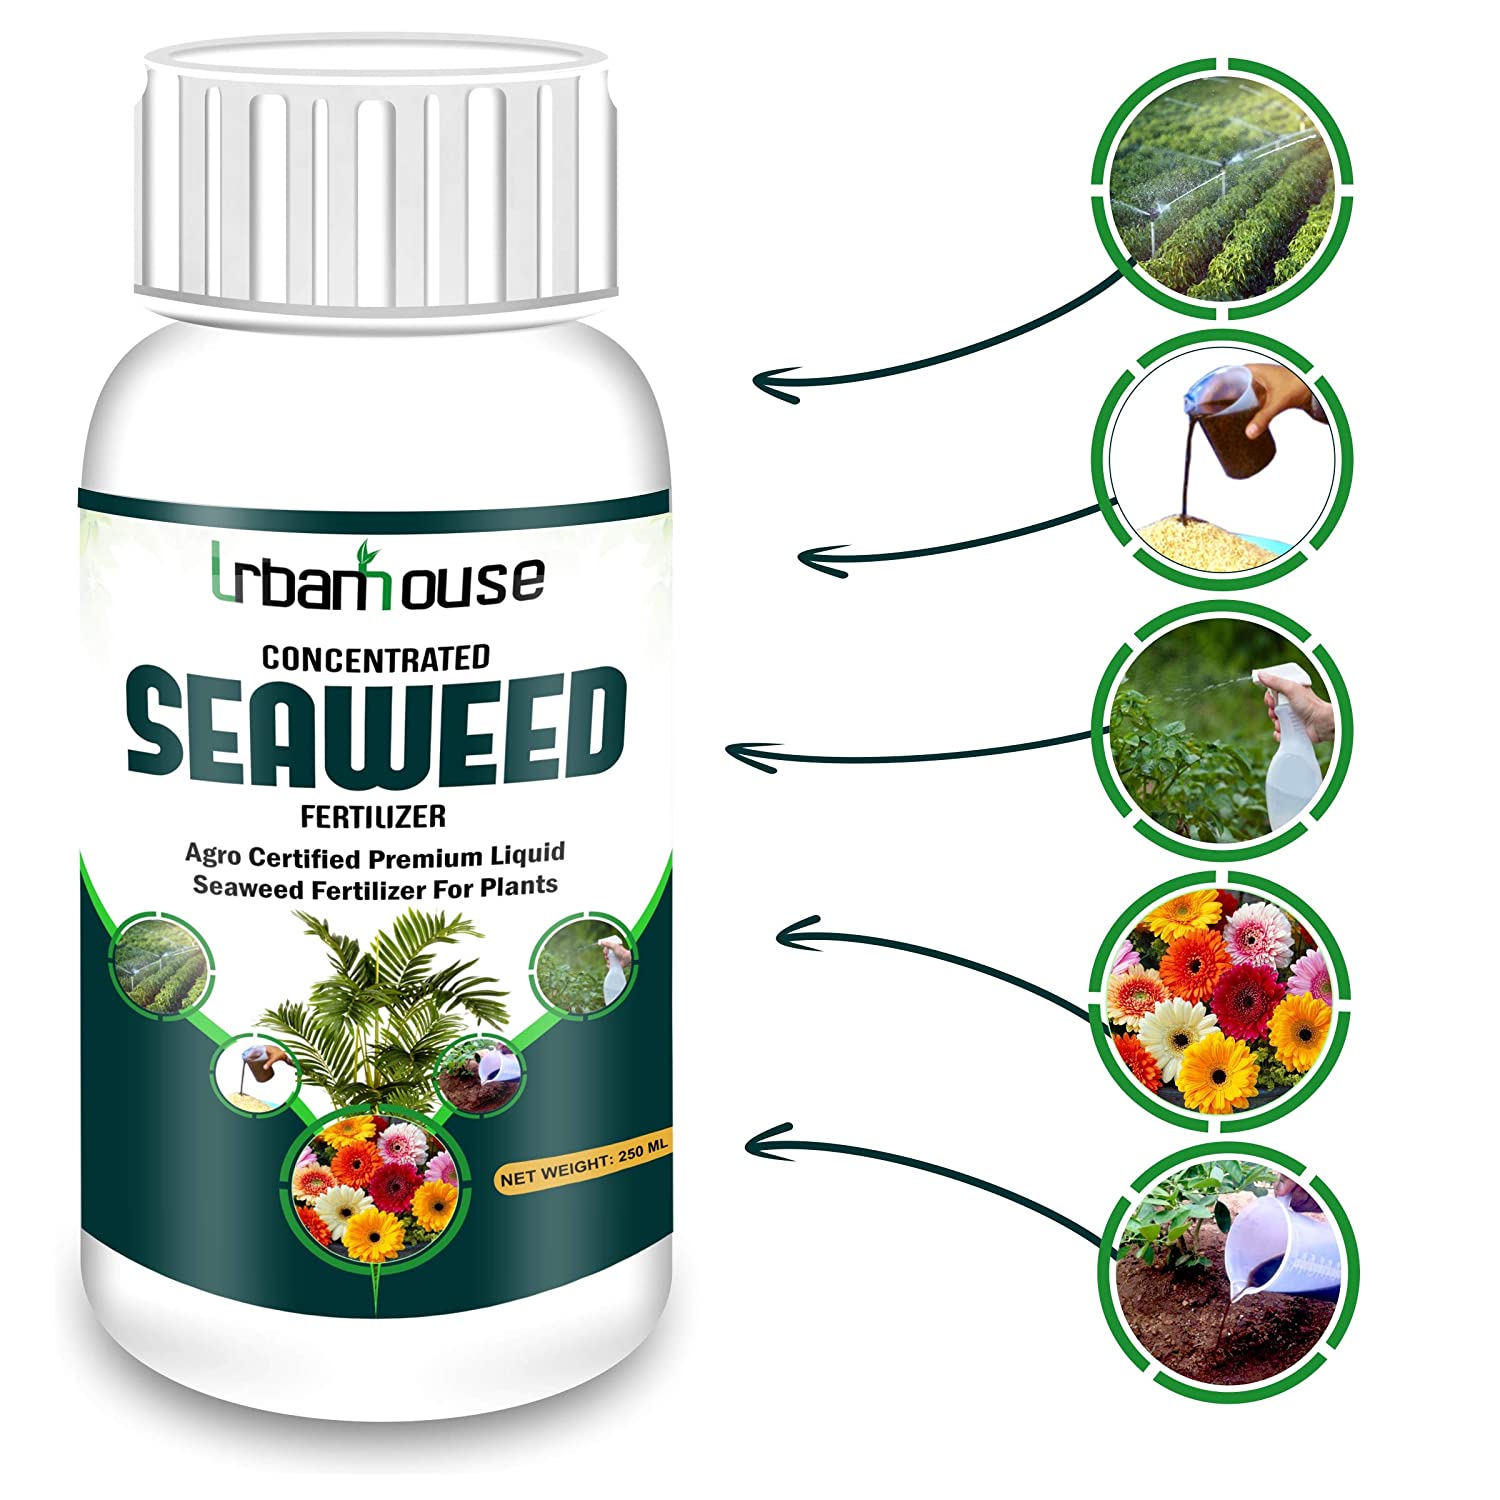 Urbanhouse
CONCENTRATED
SEAWEED
FERTILIZER
Agro Certified Premium Liquid
Seaweed Fertilizer For Plants
NET WEIGHT: 250 ML